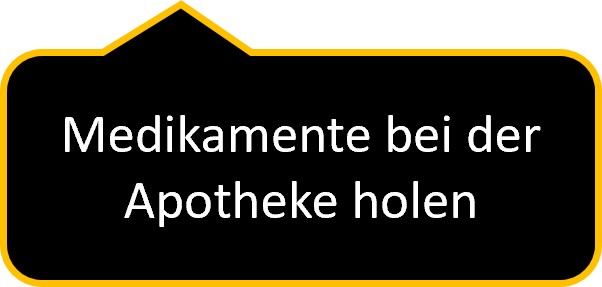 Medikamente bei der
Apotheke holen